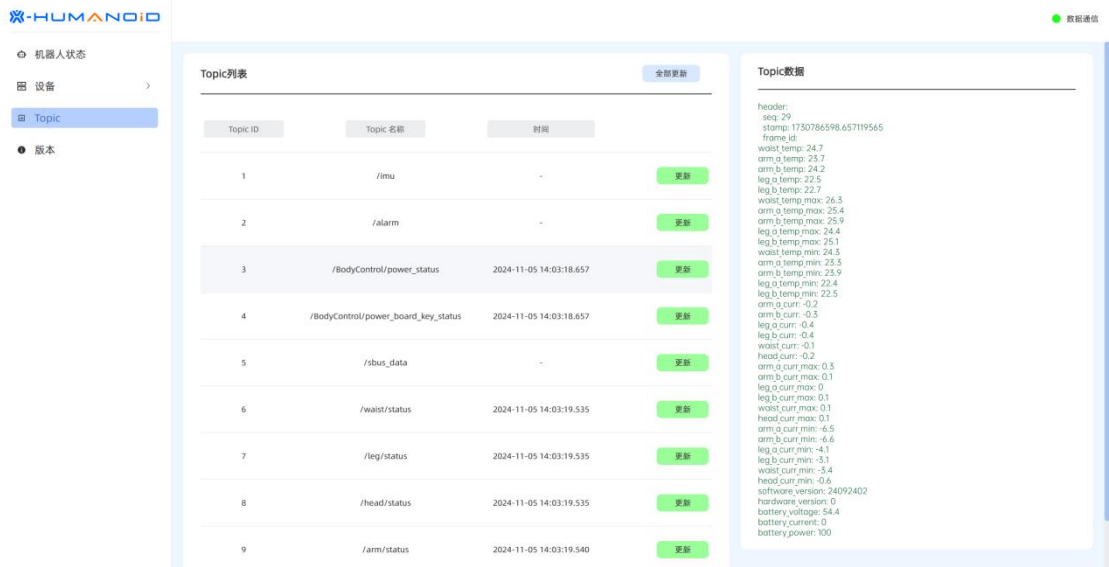 X-HUMANOID
数据通信
机器人状态
设备
Topic
版本
Topic列表
全部更新
Topic ID
Topic 名称
时间
1
/imu
-
更新
2
/alarm
-
更新
3
/BodyControl/power_status
2024-11-05 14:03:18.657
更新
4
/BodyControl/power_board_key_status
2024-11-05 14:03:18.657
更新
5
/sbus_data
-
更新
6
/waist/status
2024-11-05 14:03:19.535
更新
7
/leg/status
2024-11-05 14:03:19.535
更新
8
/head/status
2024-11-05 14:03:19.535
更新
9
/arm/status
2024-11-05 14:03:19.540
更新
Topic数据
header:
seq: 29
stamp: 1730786598.657119565
frame_id:
waist_temp: 24.7
arm_a_temp: 23.7
arm_b_temp: 24.2
leg_a_temp: 22.5
leg_b_temp: 22.7
waist_temp_max: 26.3
arm_a_temp_max: 25.4
arm_b_temp_max: 25.9
leg_a_temp_max: 24.4
leg_b_temp_max: 25.1
waist_temp_min: 24.3
arm_a_temp_min: 23.3
arm_b_temp_min: 23.9
leg_a_temp_min: 22.4
leg_b_temp_min: 22.5
arm_a_curr: -0.2
arm_b_curr: -0.3
leg_a_curr: -0.4
leg_b_curr: -0.4
waist_curr: -0.1
head_curr: -0.2
arm_a_curr_max: 0.3
arm_b_curr_max: 0.1
leg_a_curr_max: 0
leg_b_curr_max: 0.1
waist_curr_max: 0.1
head_curr_max: 0.1
arm_a_curr_min: -6.5
arm_b_curr_min: -6.6
leg_a_curr_min: -4.1
leg_b_curr_min: -3.1
waist_curr_min: -3.4
head_curr_min: -0.6
software_version: 24092402
hardware_version: 0
battery_voltage: 54.4
battery_current: 0
battery_power: 100